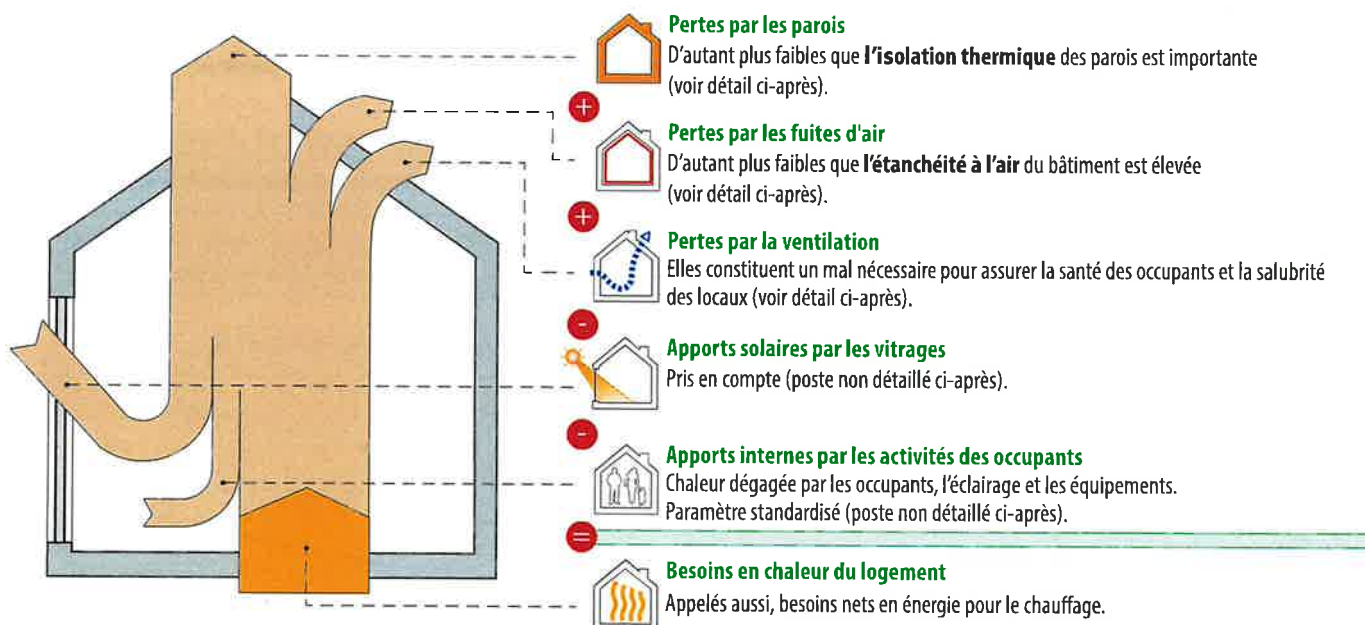 Pertes par les parois
D'autant plus faibles que l'isolation thermique des parois est importante
(voir détail ci-après).
+
Pertes par les fuites d'air
D'autant plus faibles que l'étanchéité à l'air du bâtiment est élevée
(voir détail ci-après).
+
Pertes par la ventilation
Elles constituent un mal nécessaire pour assurer la santé des occupants et la salubrité
des locaux (voir détail ci-après).
-
Apports solaires par les vitrages
Pris en compte (poste non détaillé ci-après).
-
Apports internes par les activités des occupants
Chaleur dégagée par les occupants, l'éclairage et les équipements.
Paramètre standardisé (poste non détaillé ci-après).
=
Besoins en chaleur du logement
Appelés aussi, besoins nets en énergie pour le chauffage.